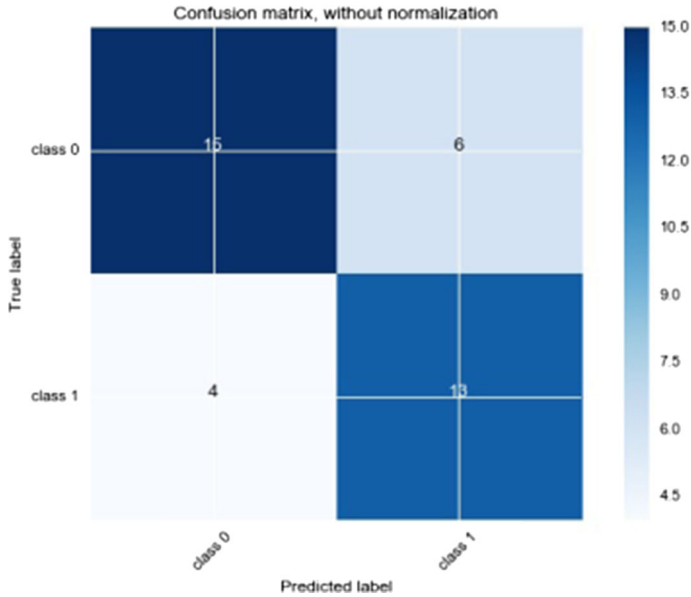 Confusion matrix, without normalization
15.0
13.5
12.0
10.5
9.0
7.5
6.0
4.5
True label
class 0
15 6
class 1
4 13
class 0 class 1
Predicted label